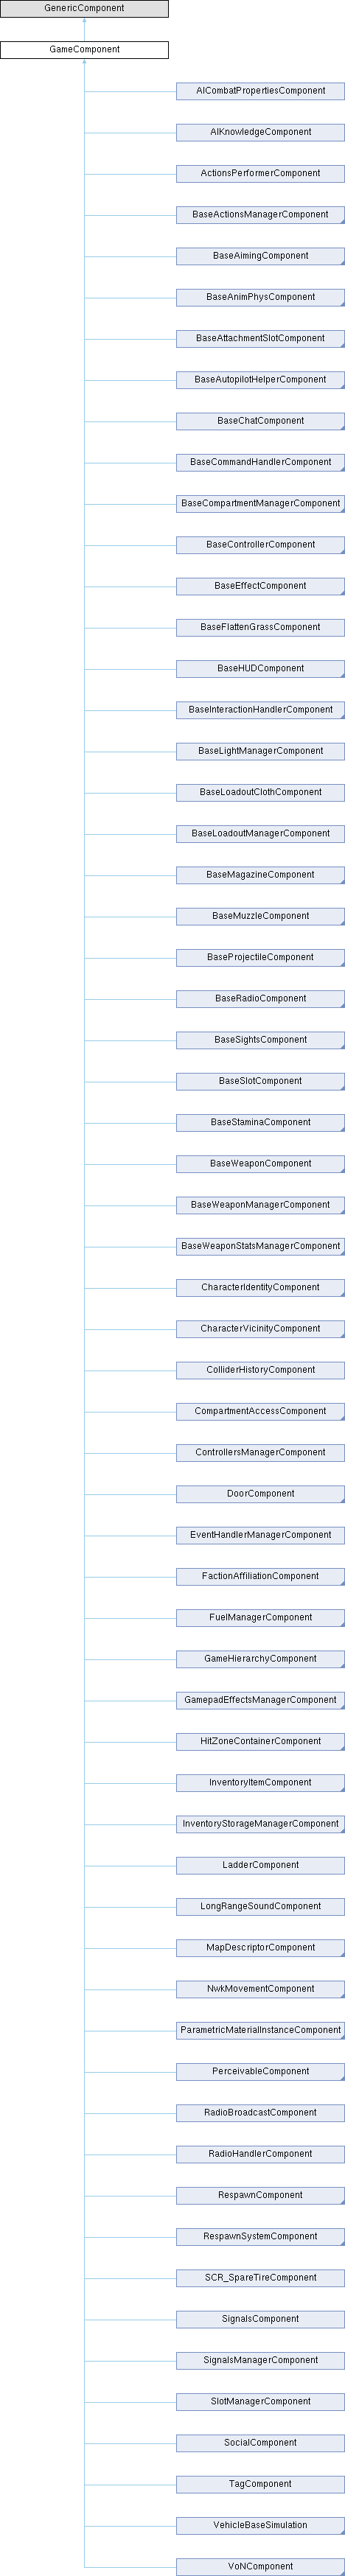 GenericComponent
GameComponent
AICombatPropertiesComponent
AIKnowledgeComponent
ActionsPerformerComponent
BaseActionsManagerComponent
BaseAimingComponent
BaseAnimPhysComponent
BaseAttachmentSlotComponent
BaseAutopilotHelperComponent
BaseChatComponent
BaseCommandHandlerComponent
BaseCompartmentManagerComponent
BaseControllerComponent
BaseEffectComponent
BaseFlattenGrassComponent
BaseHUDComponent
BaseInteractionHandlerComponent
BaseLightManagerComponent
BaseLoadoutClothComponent
BaseLoadoutManagerComponent
BaseMagazineComponent
BaseMuzzleComponent
BaseProjectileComponent
BaseRadioComponent
BaseSightsComponent
BaseSlotComponent
BaseStaminaComponent
BaseWeaponComponent
BaseWeaponManagerComponent
BaseWeaponStatsManagerComponent
CharacterIdentityComponent
CharacterVicinityComponent
ColliderHistoryComponent
CompartmentAccessComponent
ControllersManagerComponent
DoorComponent
EventHandlerManagerComponent
FactionAffiliationComponent
FuelManagerComponent
GameHierarchyComponent
GamepadEffectsManagerComponent
HitZoneContainerComponent
InventoryItemComponent
InventoryStorageManagerComponent
LadderComponent
LongRangeSoundComponent
MapDescriptorComponent
NwkMovementComponent
ParametricMaterialInstanceComponent
PerceivableComponent
RadioBroadcastComponent
RadioHandlerComponent
RespawnComponent
RespawnSystemComponent
SCR_SpareTireComponent
SignalsComponent
SignalsManagerComponent
SlotManagerComponent
SocialComponent
TagComponent
VehicleBaseSimulation
VoNComponent